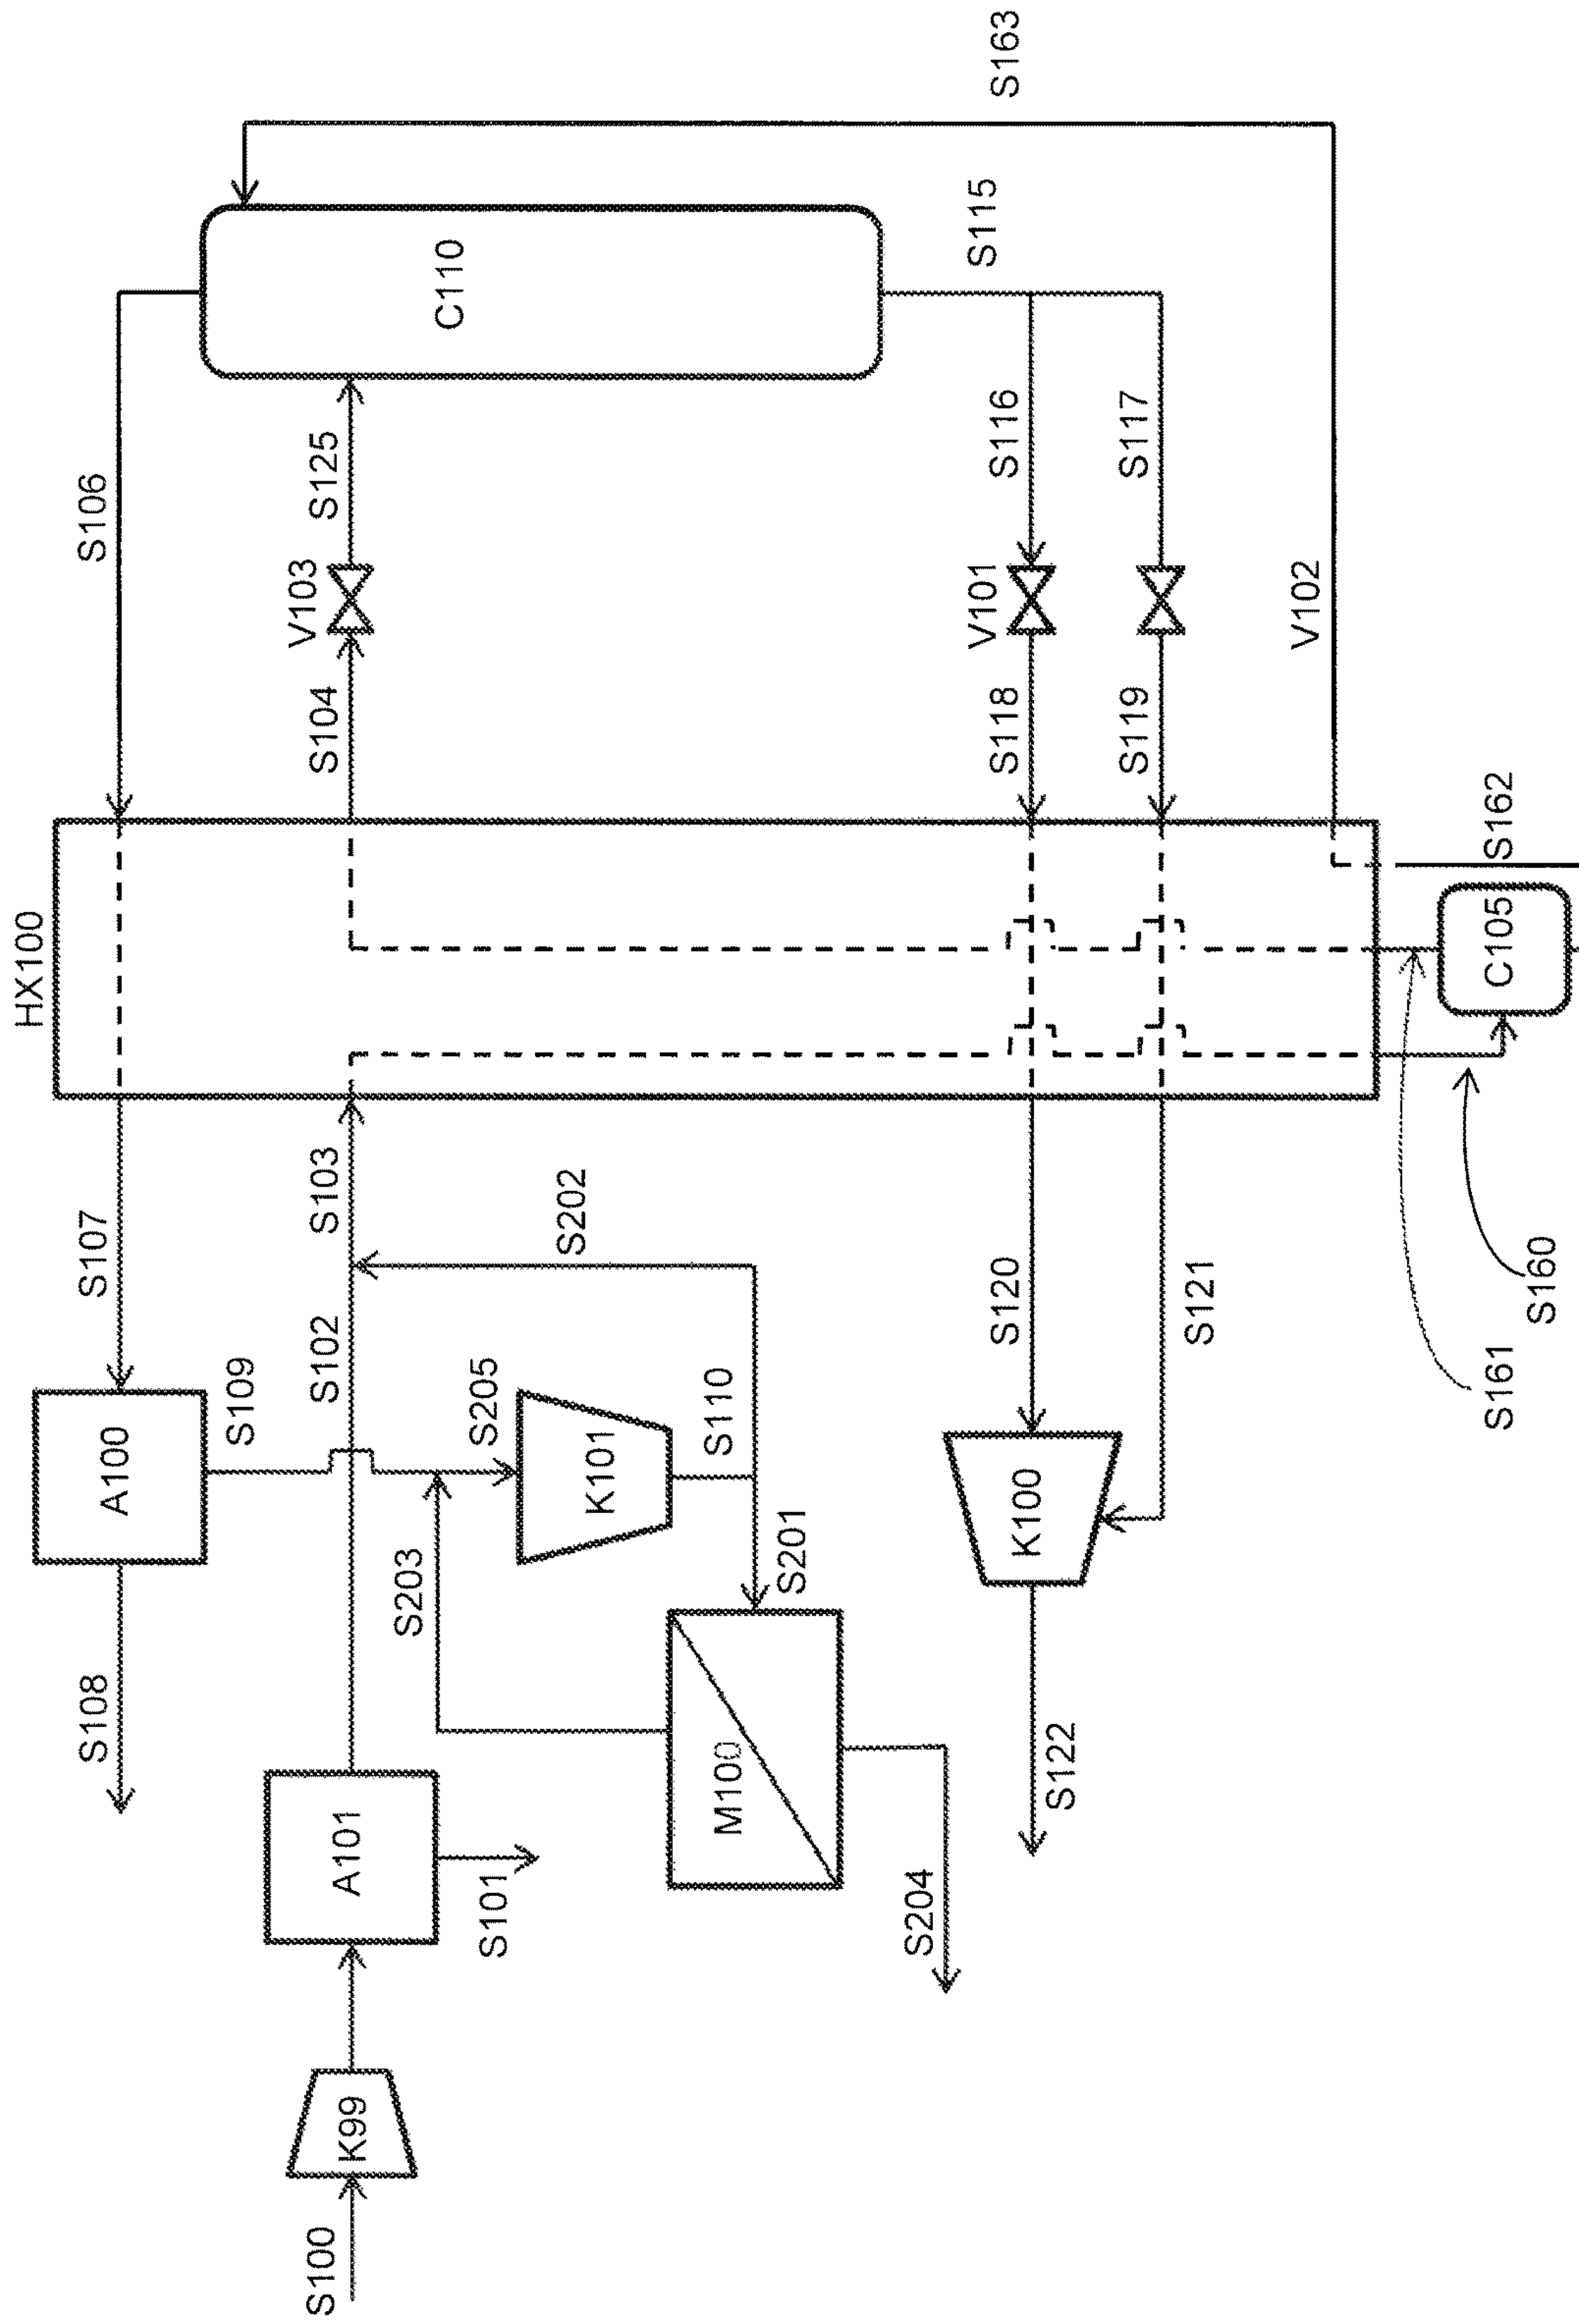 HX100
S106
S107
A100
S108
S109
S163
C110
S125
V103
S104
S103
S102
A101
S101
K99
S100
S202
S205
K101
S110
S203
S201
M100
S204
S115
S116
V101
S118
S120
K100
S122
S117
S119
S121
V102
S162
C105
S161
S160